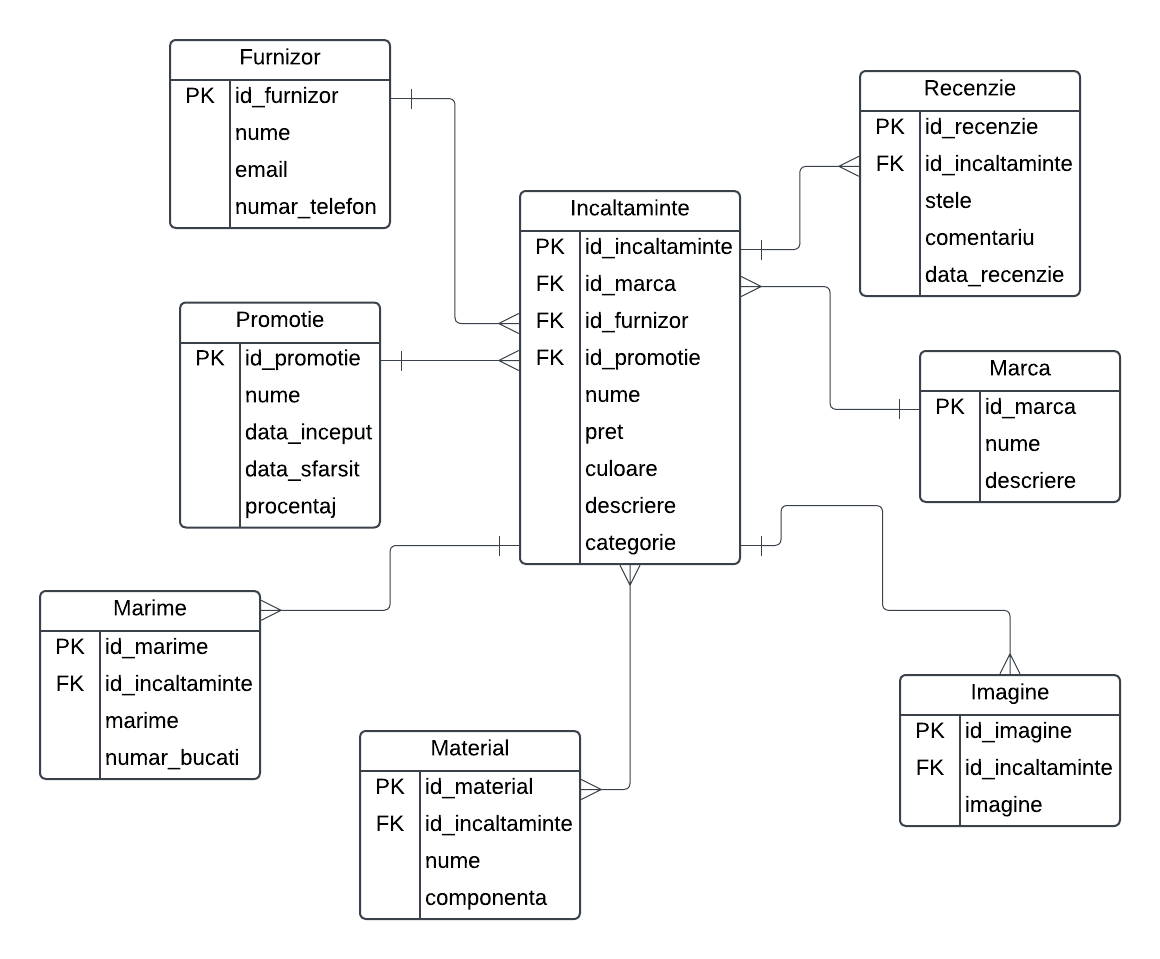 Furnizor
PK id_furnizor
nume
email
numar_telefon
Recenzie
PK id_recenzie
FK id_incaltaminte
stele
comentariu
data_recenzie
Incaltaminte
PK id_incaltaminte
FK id_marca
FK id_furnizor
FK id_promotie
nume
pret
culoare
descriere
categorie
Promotie
PK id_promotie
nume
data_inceput
data_sfarsit
procentaj
Marca
PK id_marca
nume
descriere
Marime
PK id_marime
FK id_incaltaminte
marime
numar_bucati
Material
PK id_material
FK id_incaltaminte
nume
componenta
Imagine
PK id_imagine
FK id_incaltaminte
imagine